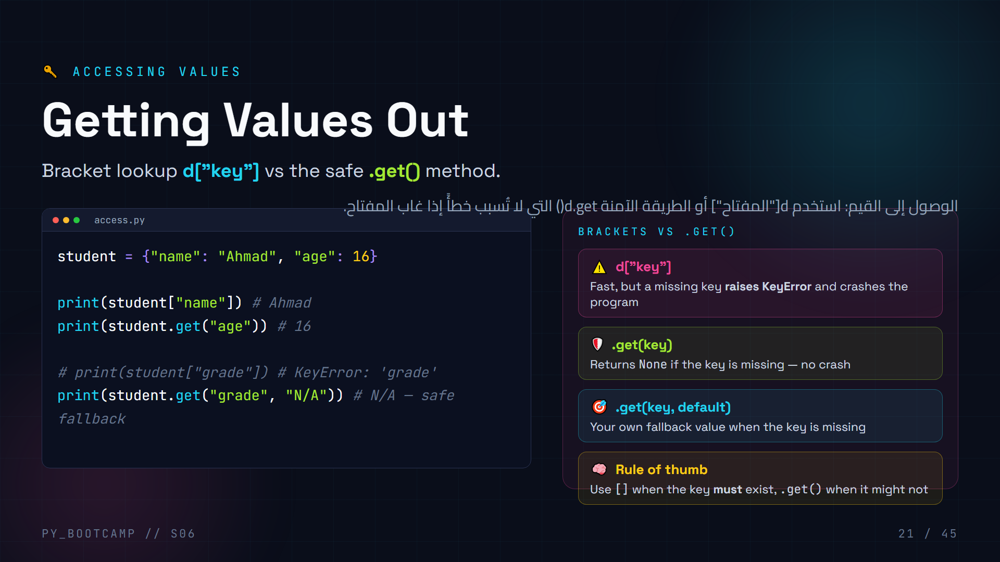 🔑 ACCESSING VALUES
Getting Values Out
Bracket lookup d["key"] vs the safe .get() method.
الوصول إلى القيم: استخدم d["المفتاح"] أو الطريقة الآمنة d.get() التي لا تُسبب خطأً إذا غاب المفتاح.
access.py
student = {"name": "Ahmad", "age": 16}
print(student["name"]) # Ahmad
print(student.get("age")) # 16
# print(student["grade"]) # KeyError: 'grade'
print(student.get("grade", "N/A")) # N/A — safe
fallback
BRACKETS VS .GET()
⚠️ d["key"]
Fast, but a missing key raises KeyError and crashes the
program
🛡️ .get(key)
Returns None if the key is missing — no crash
🎯 .get(key, default)
Your own fallback value when the key is missing
🧠 Rule of thumb
Use [] when the key must exist, .get() when it might not
PY_BOOTCAMP // S06
21 / 45